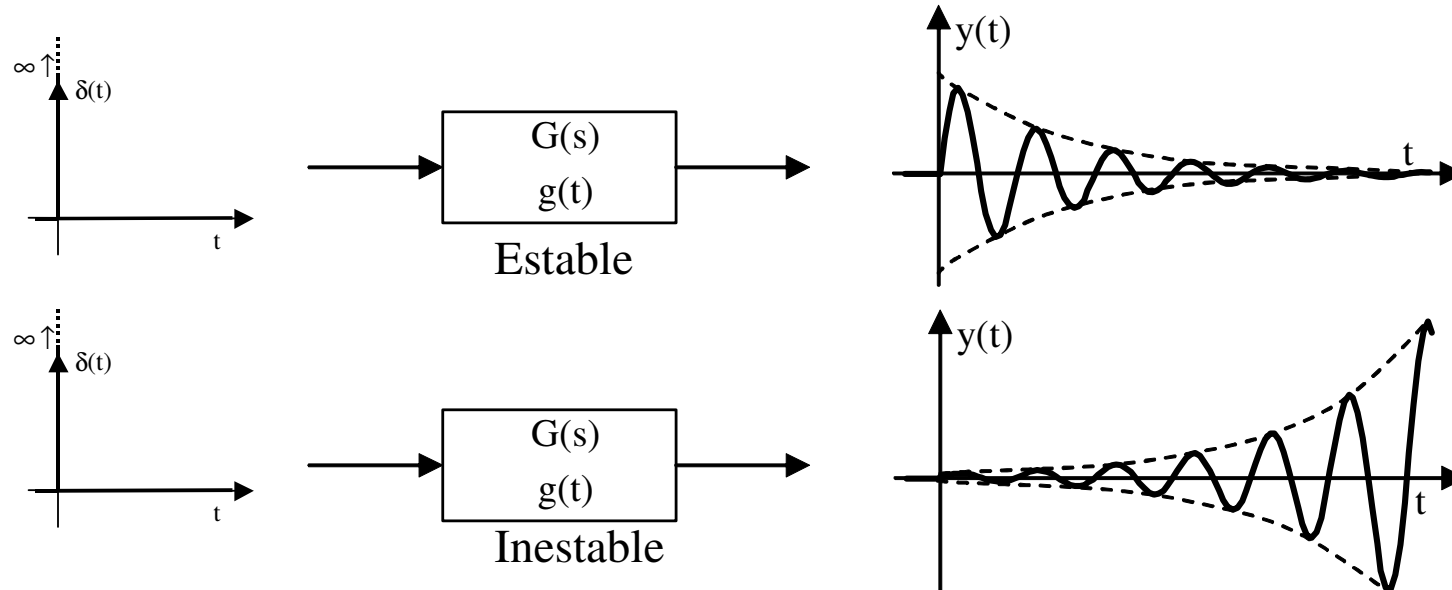 ∞ ↑
δ(t)
t
G(s)
g(t)
Estable
y(t)
t
∞ ↑
δ(t)
t
G(s)
g(t)
Inestable
y(t)
t